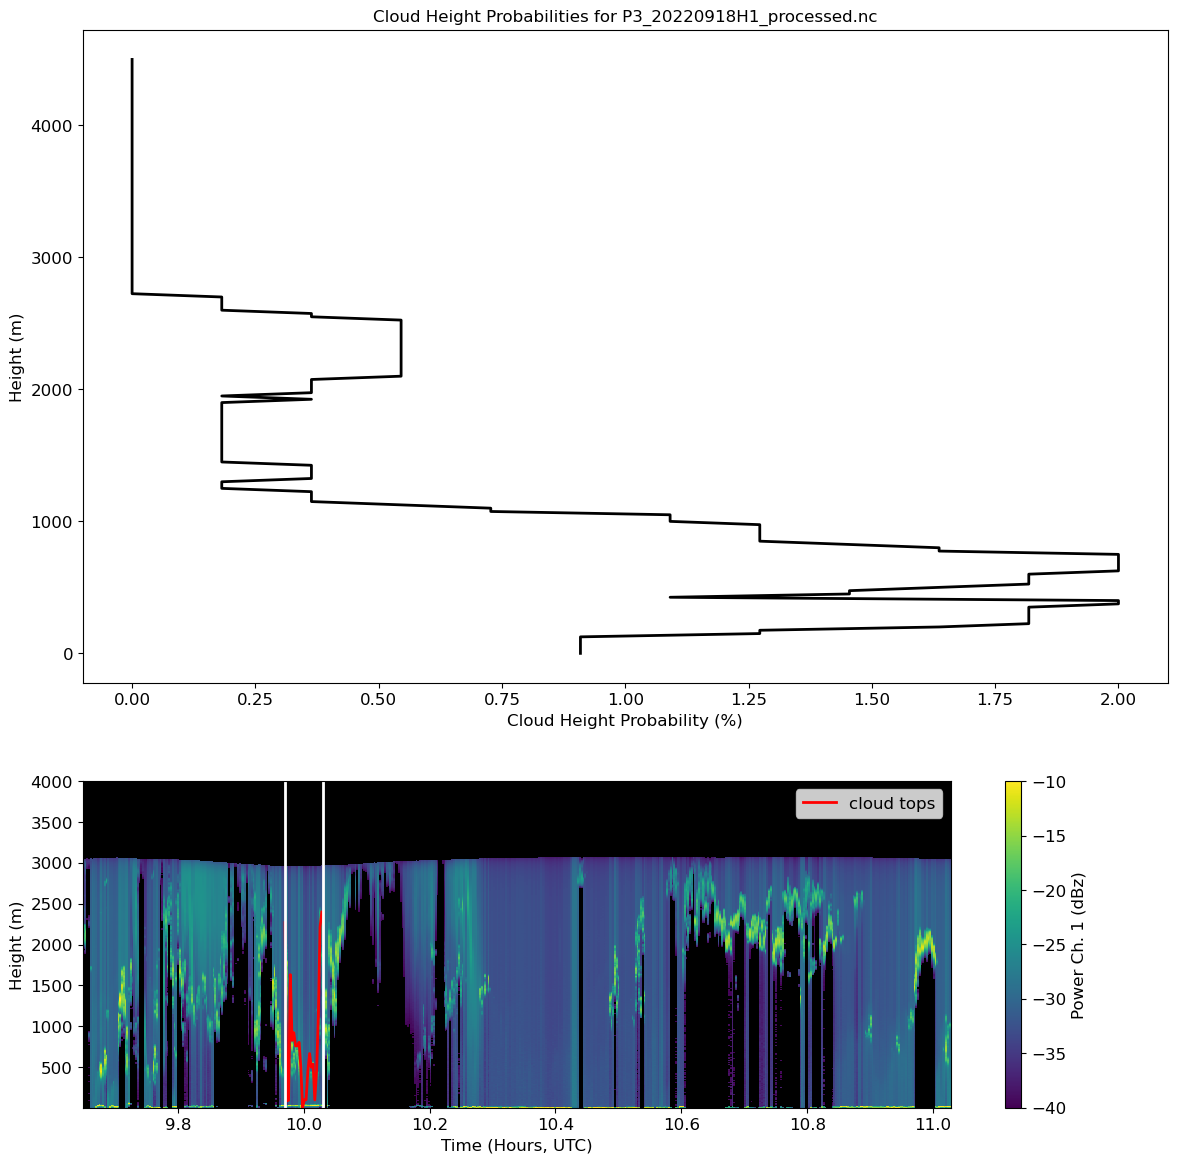 Cloud Height Probabilities for P3_20220918H1_processed.nc
4000
3000
2000
1000
0
Height (m)
0.00 0.25 0.50 0.75 1.00 1.25 1.50 1.75 2.00
Cloud Height Probability (%)
4000
3500
3000
2500
2000
1500
1000
500
Height (m)
cloud tops
9.8 10.0 10.2 10.4 10.6 10.8 11.0
Time (Hours, UTC)
−10
−15
−20
−25
−30
−35
−40
Power Ch. 1 (dBz)